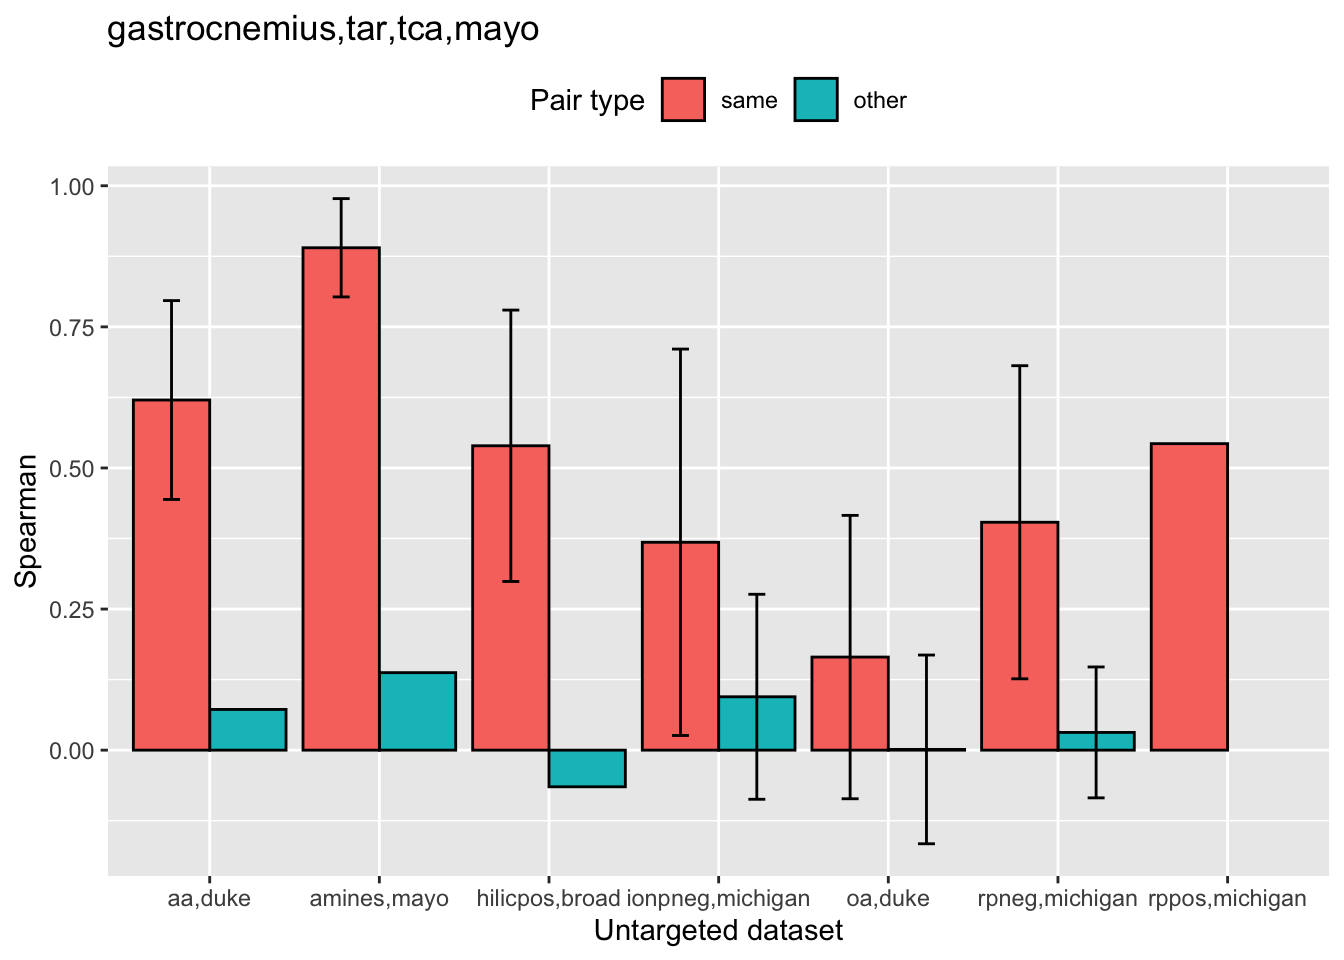 gastrocnemius,tar,tca,mayo
Pair type same other
1.00
0.75
0.50
0.25
0.00
Spearman
aa,duke amines,mayo hilicpos,broad ionpneg,michigan oa,duke rpneg,michigan rppos,michigan
Untargeted dataset